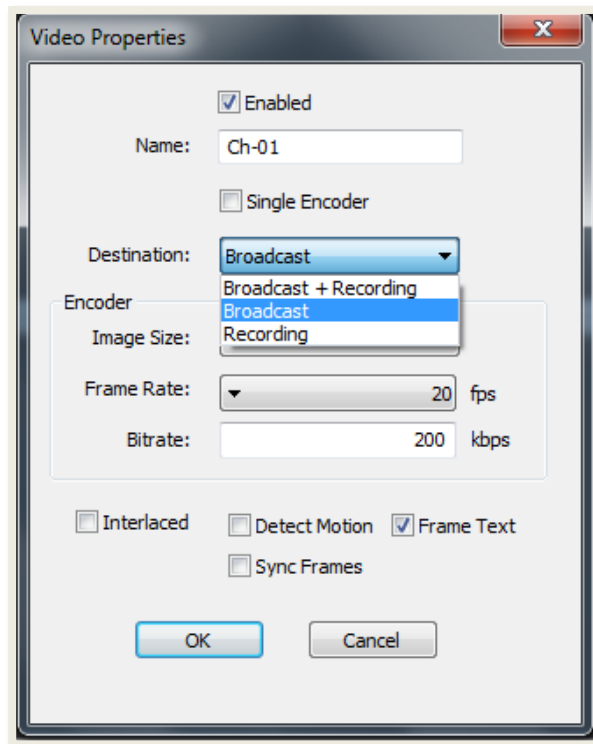 Video Properties
Enabled
Name: Ch-01
Single Encoder
Destination: Broadcast
Broadcast + Recording
Encoder
Broadcast
Recording
Image Size:
Frame Rate: 20 fps
Bitrate: 200 kbps
Interlaced Detect Motion Frame Text
Sync Frames
OK Cancel